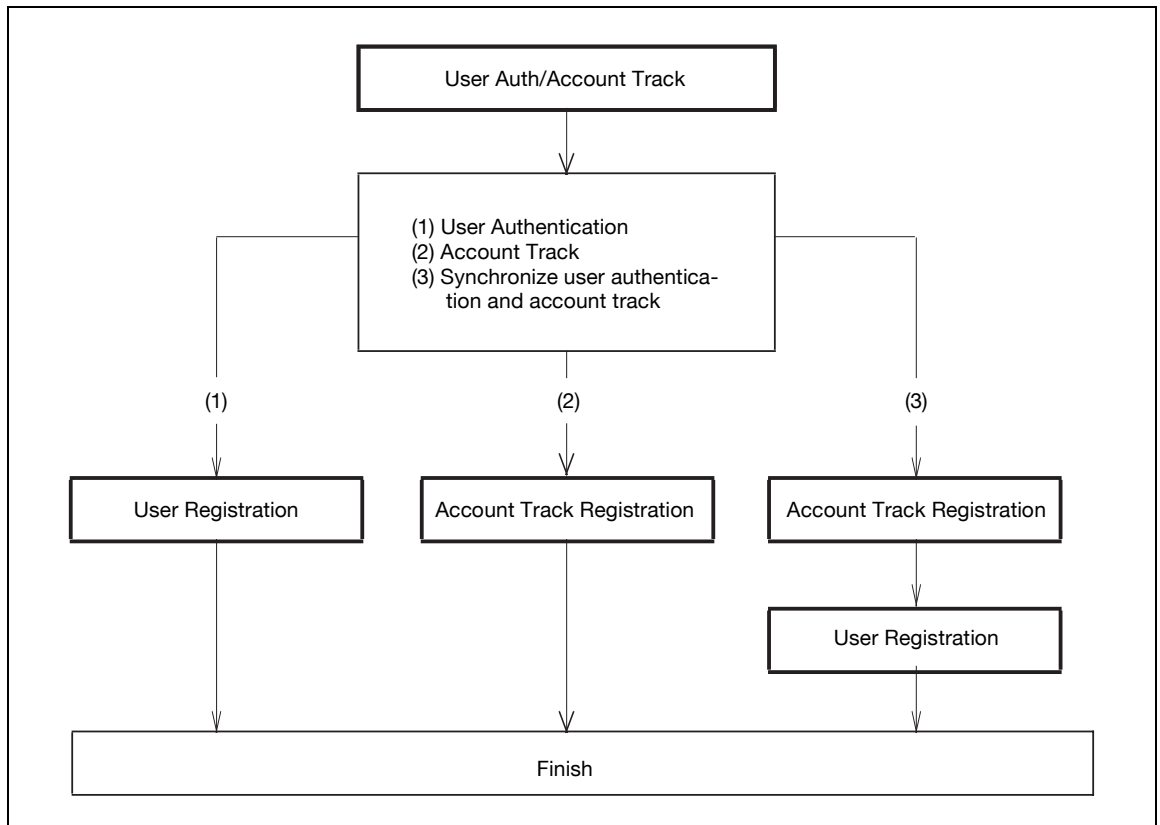 User Auth/Account Track
(1) User Authentication
(2) Account Track
(3) Synchronize user authentica-
tion and account track
(1)
(2)
(3)
User Registration
Account Track Registration
Account Track Registration
User Registration
Finish